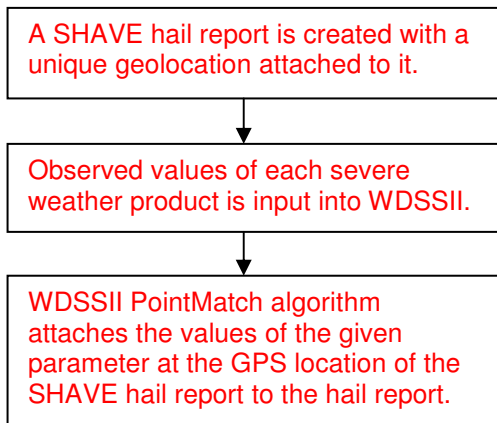 A SHAVE hail report is created with a
unique geolocation attached to it.
Observed values of each severe
weather product is input into WDSSII.
WDSSII PointMatch algorithm
attaches the values of the given
parameter at the GPS location of the
SHAVE hail report to the hail report.